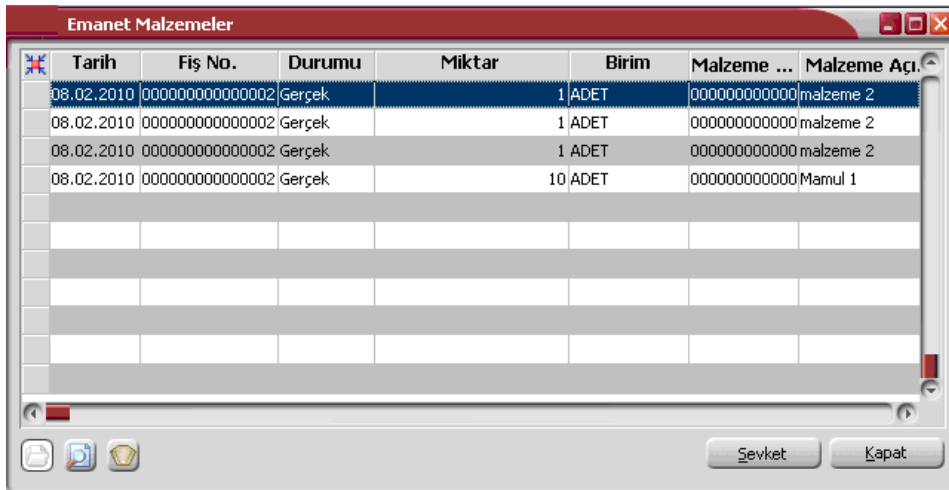 Emanet Malzemeler
Tarih Fiş No. Durumu Miktar Birim Malzeme ... Malzeme Açı.
08.02.2010 000000000000002 Gerçek 1 ADET 000000000000 malzeme 2
08.02.2010 000000000000002 Gerçek 1 ADET 000000000000 malzeme 2
08.02.2010 000000000000002 Gerçek 1 ADET 000000000000 malzeme 2
08.02.2010 000000000000002 Gerçek 10 ADET 000000000000 Mamul 1
Sevket Kapat